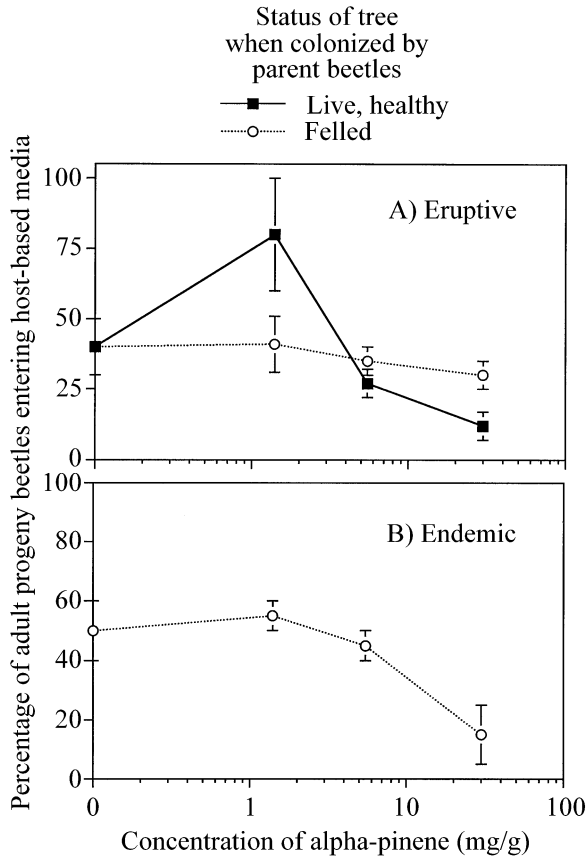 Status of tree
when colonized by
parent beetles
Live, healthy
Felled
Percentage of adult progeny beetles entering host-based media
100
75
50
25
0
A) Eruptive
100
80
60
40
20
0
B) Endemic
0
1
10
100
Concentration of alpha-pinene (mg/g)